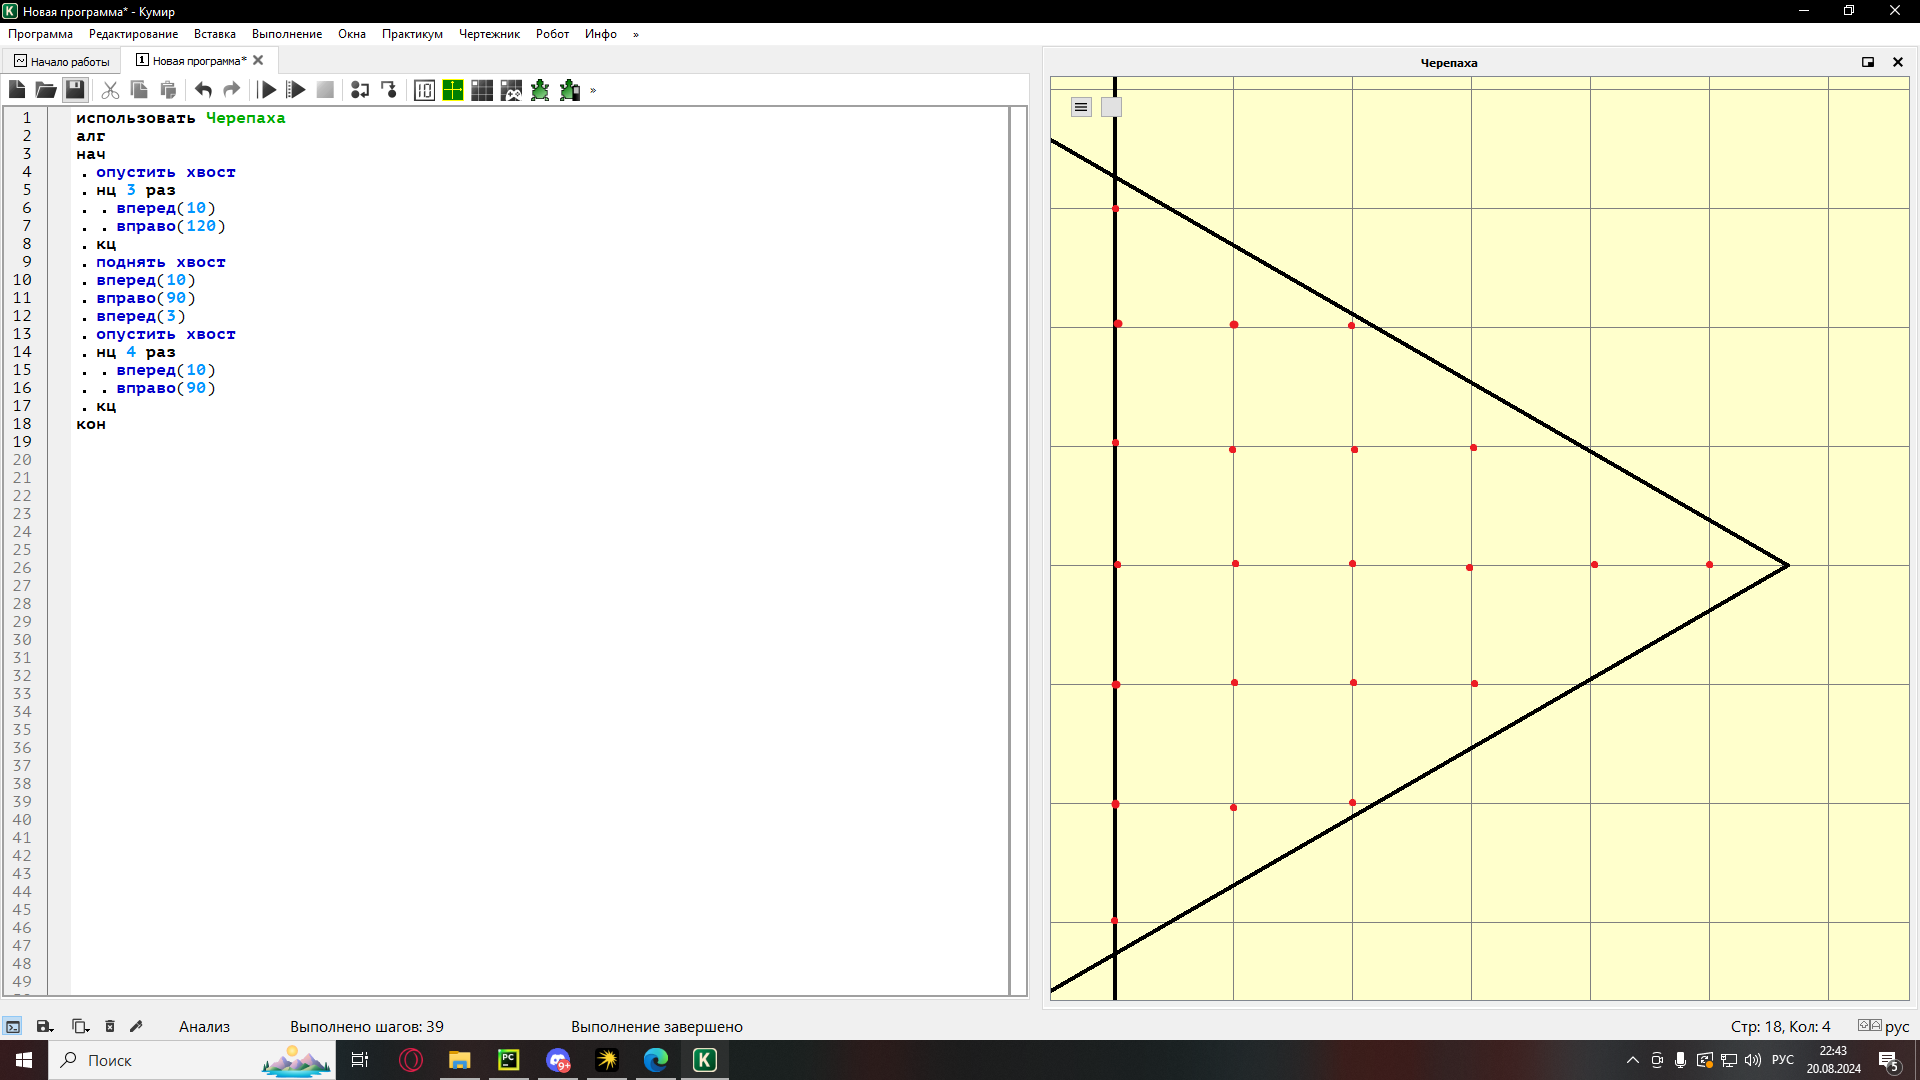 Новая программа* - Кумир
Программа Редактирование Вставка Выполнение Окна Практикум Чертежник Робот Инфо »
Начало работы
1 Новая программа*
»
1 использовать Черепаха
2 алг
3 нач
4 . опустить хвост
5 . нц 3 раз
6 . . вперед(10)
7 . . вправо(120)
8 . кц
9 . поднять хвост
10 . вперед(10)
11 . вправо(90)
12 . вперед(3)
13 . опустить хвост
14 . нц 4 раз
15 . . вперед(10)
16 . . вправо(90)
17 . кц
18 кон
19
20
21
22
23
24
25
26
27
28
29
30
31
32
33
34
35
36
37
38
39
40
41
42
43
44
45
46
47
48
49
Черепаха
Анализ Выполнено шагов: 39 Выполнение завершено Стр: 18, Кол: 4 рус
Поиск
PC
9+
K
РУС
22:43
20.08.2024
5